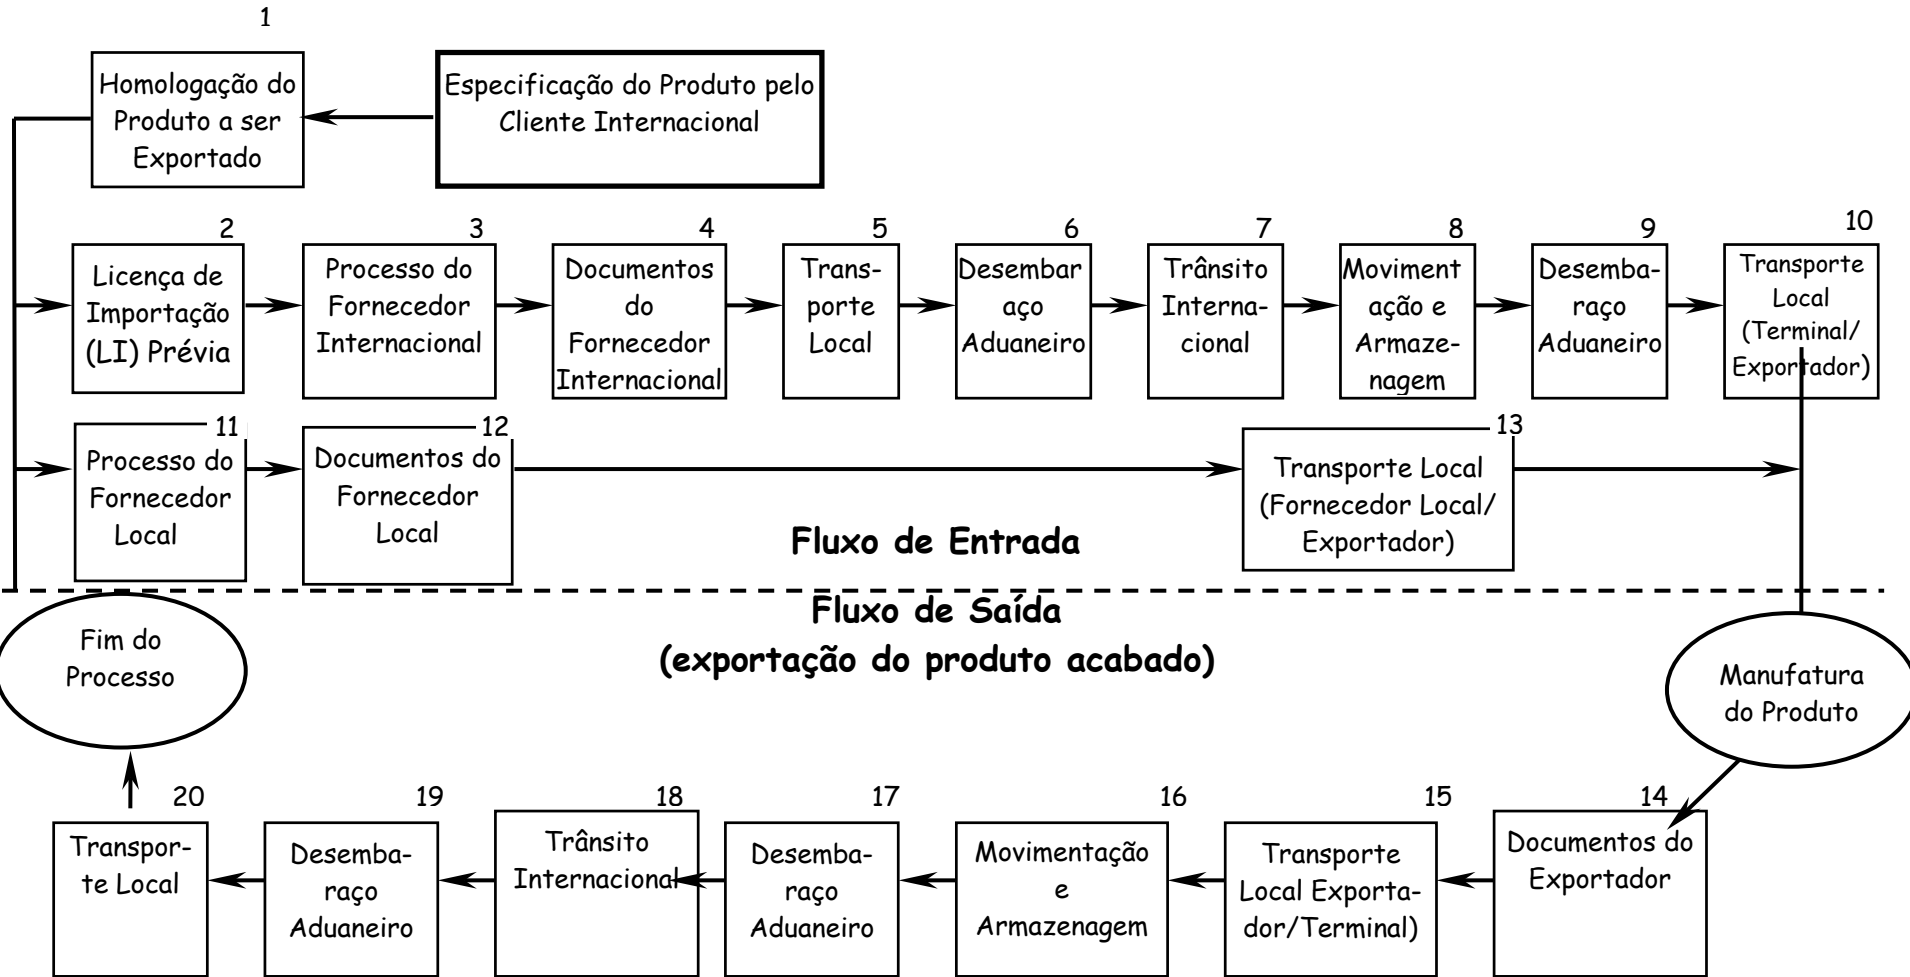 1
Homologação do
Produto a ser
Exportado
Especificação do Produto pelo
Cliente Internacional
2
Licença de
Importação
(LI) Prévia
3
Processo do
Fornecedor
Internacional
4
Documentos
do
Fornecedor
Internacional
5
Trans-
porte
Local
6
Desembar
aço
Aduaneiro
7
Trânsito
Interna-
cional
8
Moviment
ação e
Armaze-
nagem
9
Desemba-
raço
Aduaneiro
10
Transporte
Local
(Terminal/
Exportador)
11
Processo do
Fornecedor
Local
12
Documentos do
Fornecedor
Local
13
Transporte Local
(Fornecedor Local/
Exportador)
Fluxo de Entrada
Fluxo de Saída
(exportação do produto acabado)
Fim do
Processo
Manufatura
do Produto
20
Transpor-
te Local
19
Desemba-
raço
Aduaneiro
18
Trânsito
Internacional
17
Desemba-
raço
Aduaneiro
16
Movimentação
e
Armazenagem
15
Transporte
Local Exporta-
dor/Terminal)
14
Documentos do
Exportador